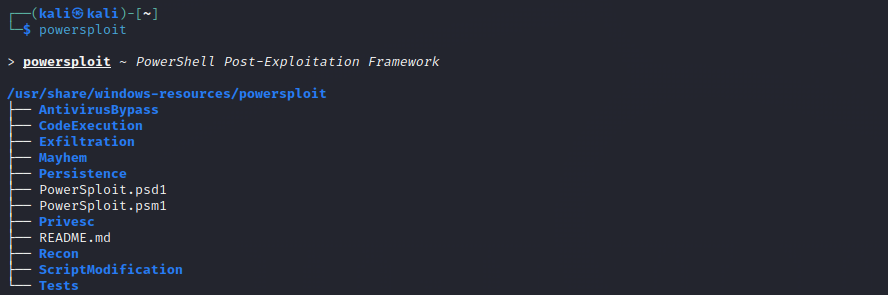 ┌──(kali㉿kali)-[~]
└─$ powersploit
> powersploit ~ PowerShell Post-Exploitation Framework
/usr/share/windows-resources/powersploit
├── AntivirusBypass
├── CodeExecution
├── Exfiltration
├── Mayhem
├── Persistence
├── PowerSploit.psd1
├── PowerSploit.psm1
├── Privesc
├── README.md
├── Recon
├── ScriptModification
└── Tests